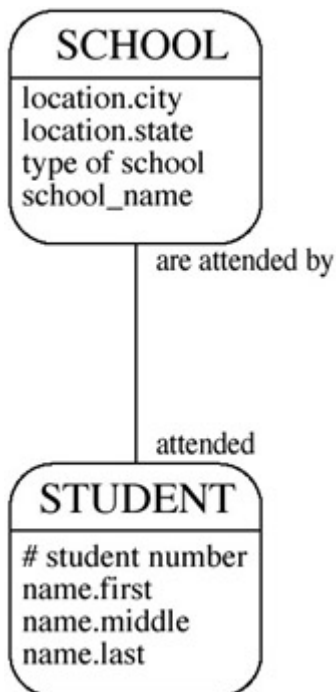 SCHOOL
location.city
location.state
type of school
school_name
are attended by
attended
STUDENT
# student number
name.first
name.middle
name.last